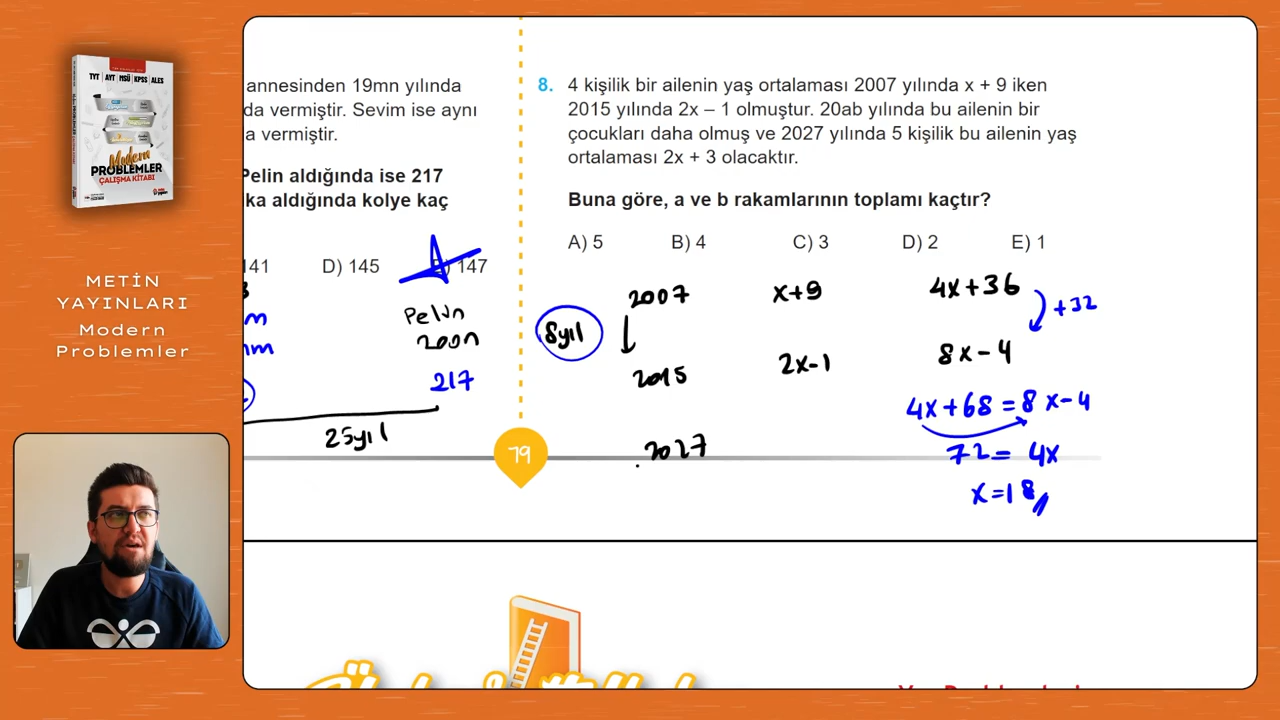 TYT AYT MSÜ KPSS ALES
Modern
PROBLEMLER
ÇALIŞMA KİTABI
METİN
YAYINLARI
Modern
Problemler
annesinden 19mn yılında
da vermiştir. Sevim ise aynı
a vermiştir.
Pelin aldığında ise 217
ka aldığında kolye kaç
141 D) 145 147
Pelin
200n
217
25yıl
79
8. 4 kişilik bir ailenin yaş ortalaması 2007 yılında x + 9 iken
2015 yılında 2x – 1 olmuştur. 20ab yılında bu ailenin bir
çocukları daha olmuş ve 2027 yılında 5 kişilik bu ailenin yaş
ortalaması 2x + 3 olacaktır.
Buna göre, a ve b rakamlarının toplamı kaçtır?
A) 5 B) 4 C) 3 D) 2 E) 1
2007 x+9 4x+36
+32
8yıl
2015 2x-1 8x-4
4x+68=8x-4
2027 72=4x
x=18